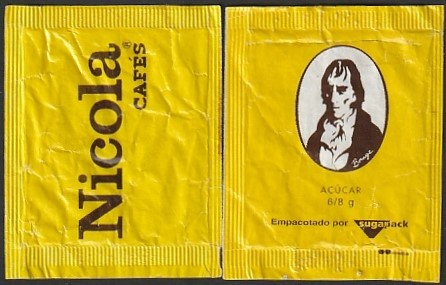 Nicola®
CAFÉS
Bocage
AÇÚCAR
6/8 g
Empacotado por sugarpack